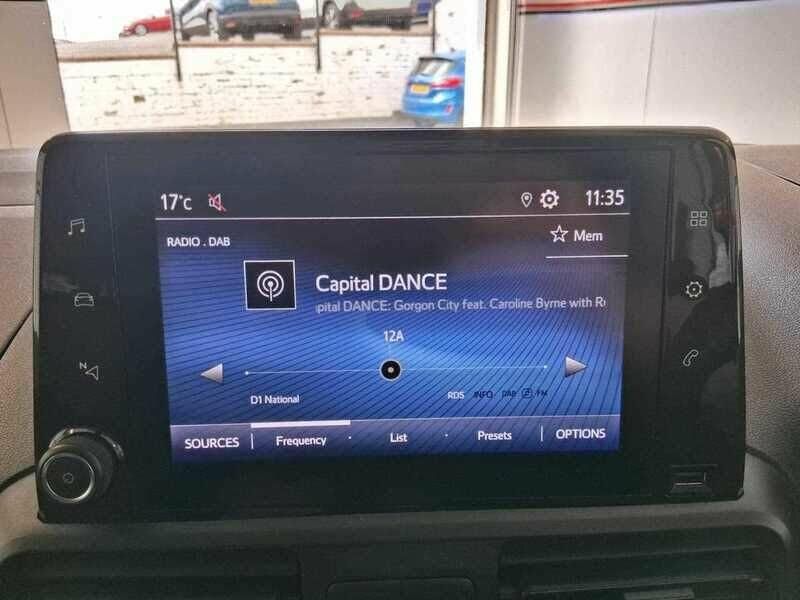 17°C 11:35
RADIO . DAB
Mem
Capital DANCE
pital DANCE: Gorgon City feat. Caroline Byrne with R
12A
D1 National
RDS INFO DAB FM
SOURCES Frequency List Presets OPTIONS
N